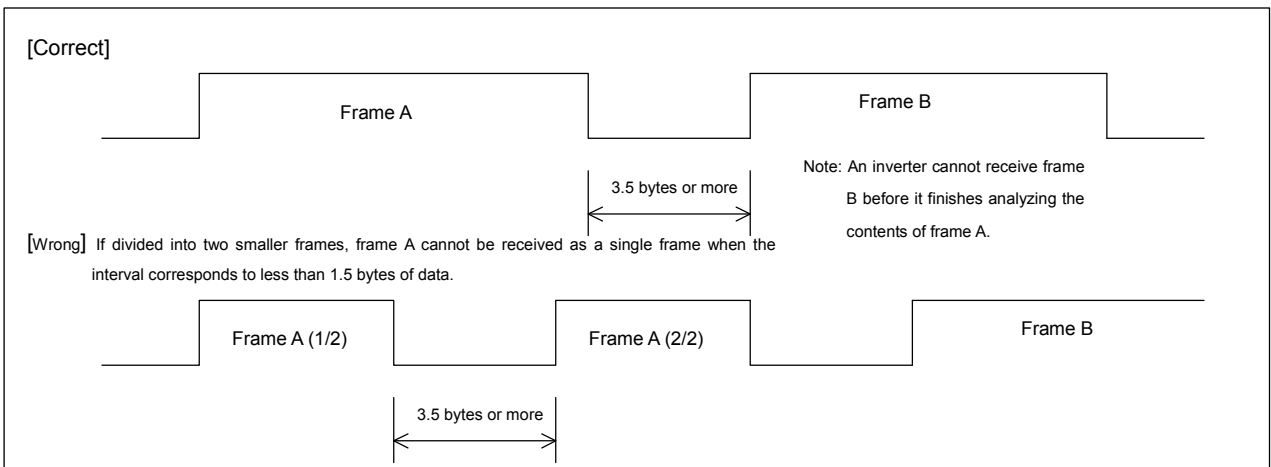 [Correct]
Frame A
Frame B
3.5 bytes or more
Note: An inverter cannot receive frame
B before it finishes analyzing the
contents of frame A.
[Wrong] If divided into two smaller frames, frame A cannot be received as a single frame when the
interval corresponds to less than 1.5 bytes of data.
Frame A (1/2)
Frame A (2/2)
Frame B
3.5 bytes or more